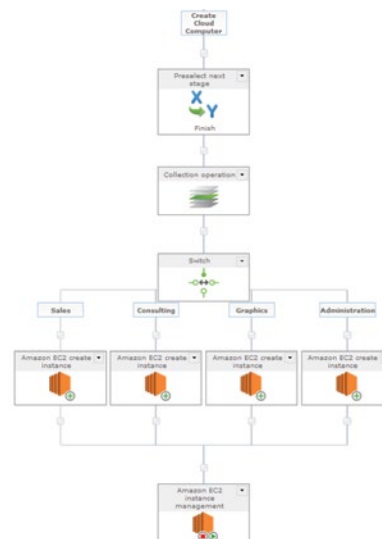 Create
Cloud
Computer
Preselect next
stage
X
Y
Finish
Collection operation
Switch
Sales
Consulting
Graphics
Administration
Amazon EC2 create
instance
Amazon EC2 create
instance
Amazon EC2 create
instance
Amazon EC2 create
instance
Amazon EC2
instance
management